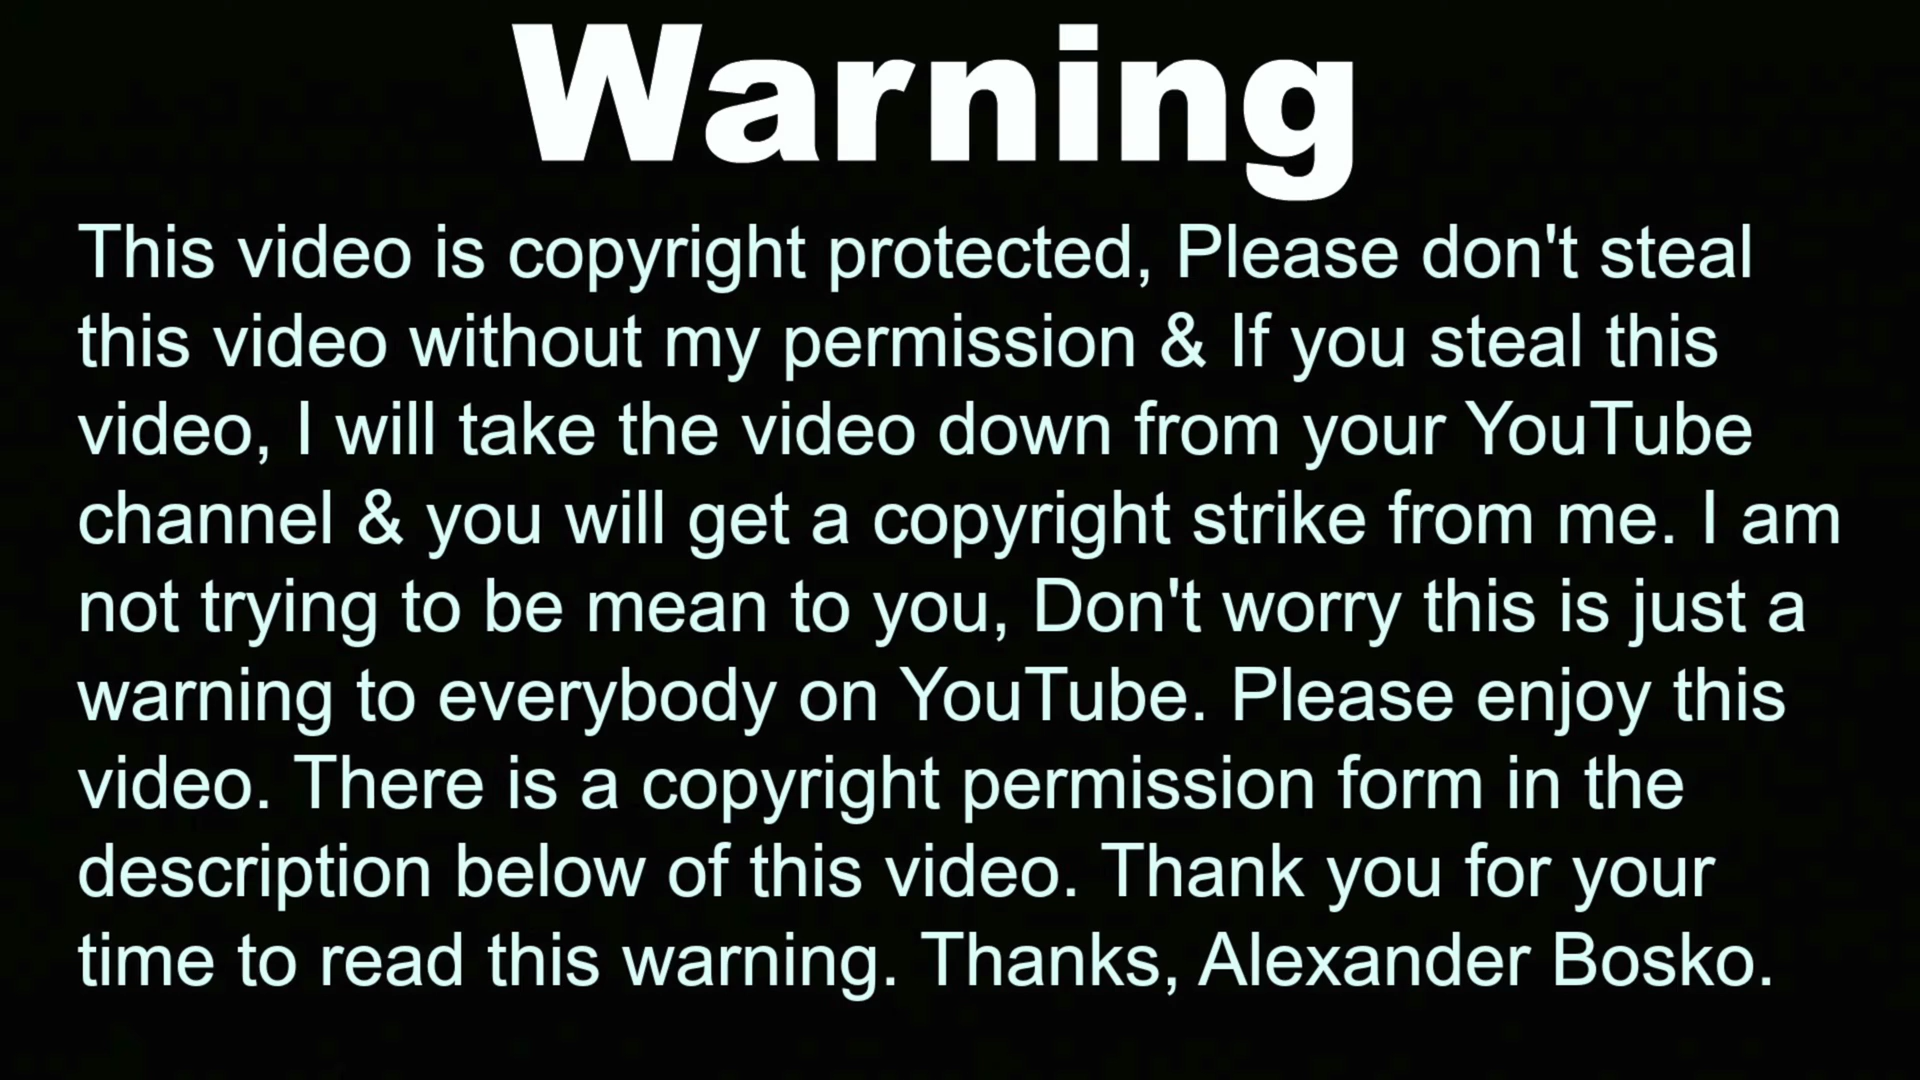 Warning
This video is copyright protected, Please don't steal
this video without my permission & If you steal this
video, I will take the video down from your YouTube
channel & you will get a copyright strike from me. I am
not trying to be mean to you, Don't worry this is just a
warning to everybody on YouTube. Please enjoy this
video. There is a copyright permission form in the
description below of this video. Thank you for your
time to read this warning. Thanks, Alexander Bosko.